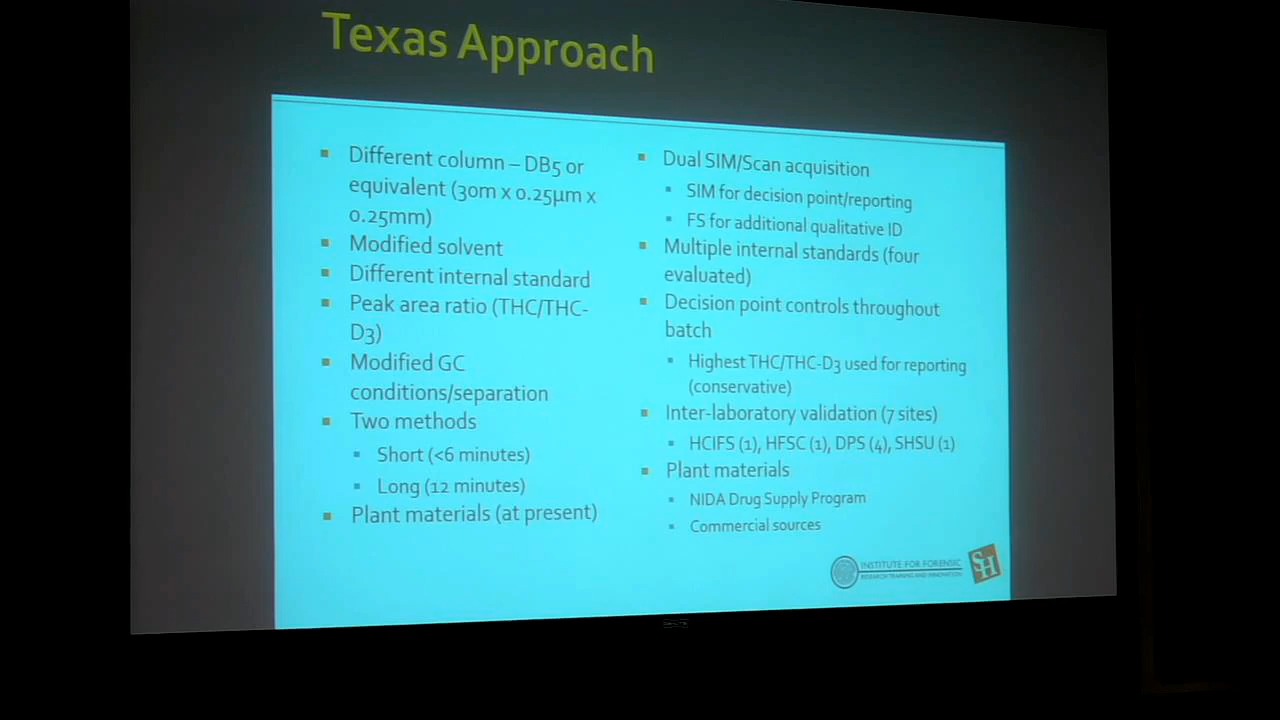 Texas Approach
Different column – DB5 or
equivalent (30m x 0.25µm x
0.25mm)
Modified solvent
Different internal standard
Peak area ratio (THC/THC-
D3)
Modified GC
conditions/separation
Two methods
Short (<6 minutes)
Long (12 minutes)
Plant materials (at present)
Dual SIM/Scan acquisition
SIM for decision point/reporting
FS for additional qualitative ID
Multiple internal standards (four
evaluated)
Decision point controls throughout
batch
Highest THC/THC-D3 used for reporting
(conservative)
Inter-laboratory validation (7 sites)
HCIFS (1), HFSC (1), DPS (4), SHSU (1)
Plant materials
NIDA Drug Supply Program
Commercial sources
INSTITUTE FOR FORENSIC
RESEARCH TRAINING AND INNOVATION
SH